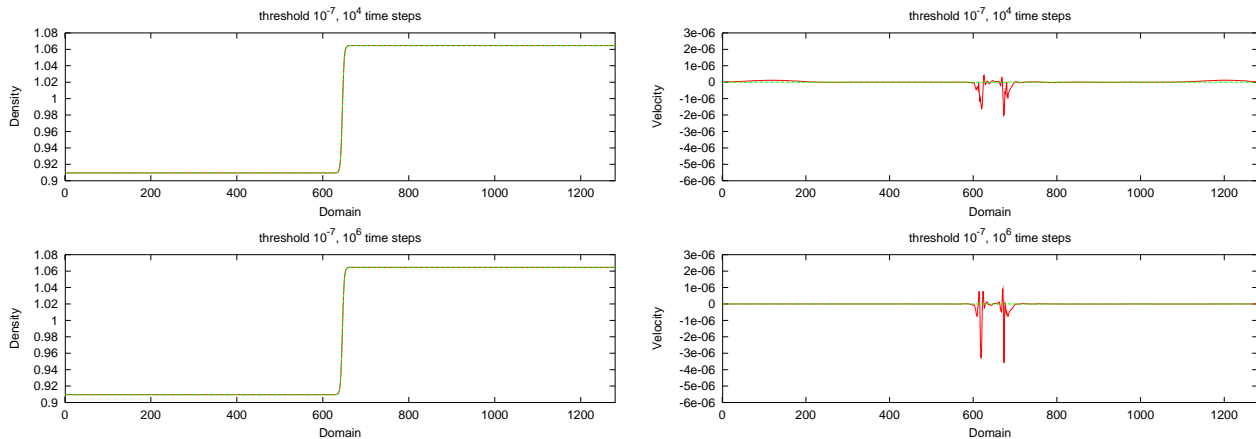 threshold 10^-7, 10^4 time steps
1.08
1.06
1.04
1.02
1
0.98
0.96
0.94
0.92
0.9
Density
0 200 400 600 800 1000 1200
Domain
threshold 10^-7, 10^4 time steps
3e-06
2e-06
1e-06
0
-1e-06
-2e-06
-3e-06
-4e-06
-5e-06
-6e-06
Velocity
0 200 400 600 800 1000 1200
Domain
threshold 10^-7, 10^6 time steps
1.08
1.06
1.04
1.02
1
0.98
0.96
0.94
0.92
0.9
Density
0 200 400 600 800 1000 1200
Domain
threshold 10^-7, 10^6 time steps
3e-06
2e-06
1e-06
0
-1e-06
-2e-06
-3e-06
-4e-06
-5e-06
-6e-06
Velocity
0 200 400 600 800 1000 1200
Domain